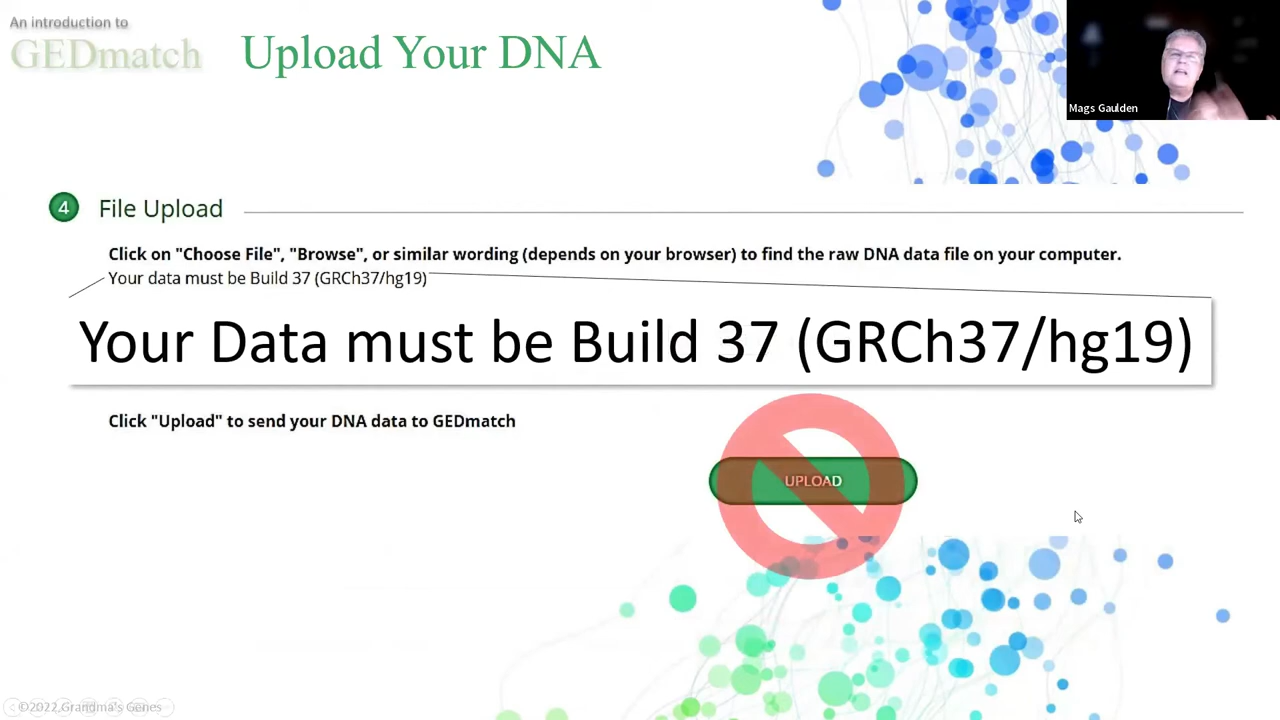 An introduction to
GEDmatch
Upload Your DNA
Mags Gaulden
4 File Upload
Click on "Choose File", "Browse", or similar wording (depends on your browser) to find the raw DNA data file on your computer.
Your data must be Build 37 (GRCh37/hg19)
Your Data must be Build 37 (GRCh37/hg19)
Click "Upload" to send your DNA data to GEDmatch
UPLOAD
©2022 Grandma's Genes